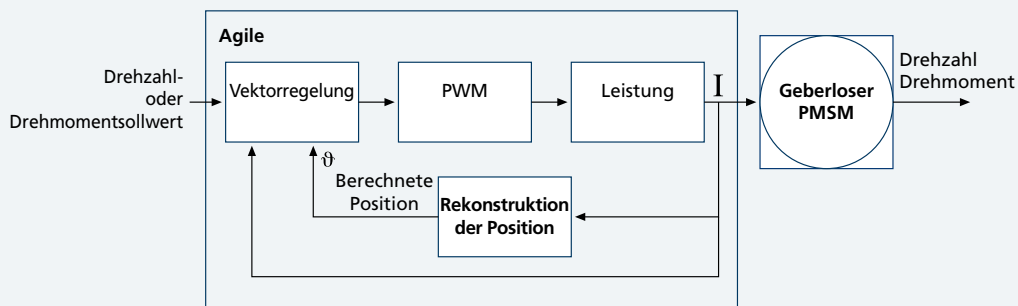 Agile
Drehzahl-
oder
Drehmomentsollwert
Vektorregelung
PWM
Leistung
I
Geberloser
PMSM
Drehzahl
Drehmoment
ϑ
Berechnete
Position
Rekonstruktion
der Position